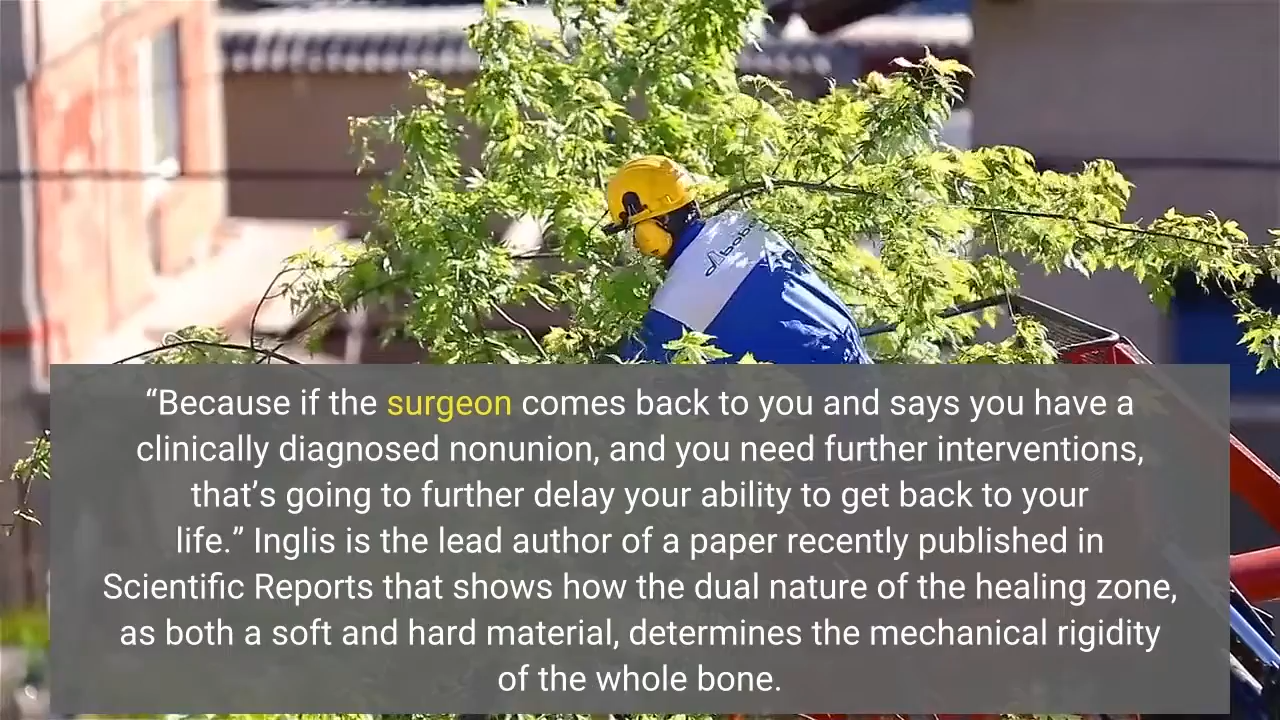 “Because if the surgeon comes back to you and says you have a
clinically diagnosed nonunion, and you need further interventions,
that’s going to further delay your ability to get back to your
life.” Inglis is the lead author of a paper recently published in
Scientific Reports that shows how the dual nature of the healing zone,
as both a soft and hard material, determines the mechanical rigidity
of the whole bone.